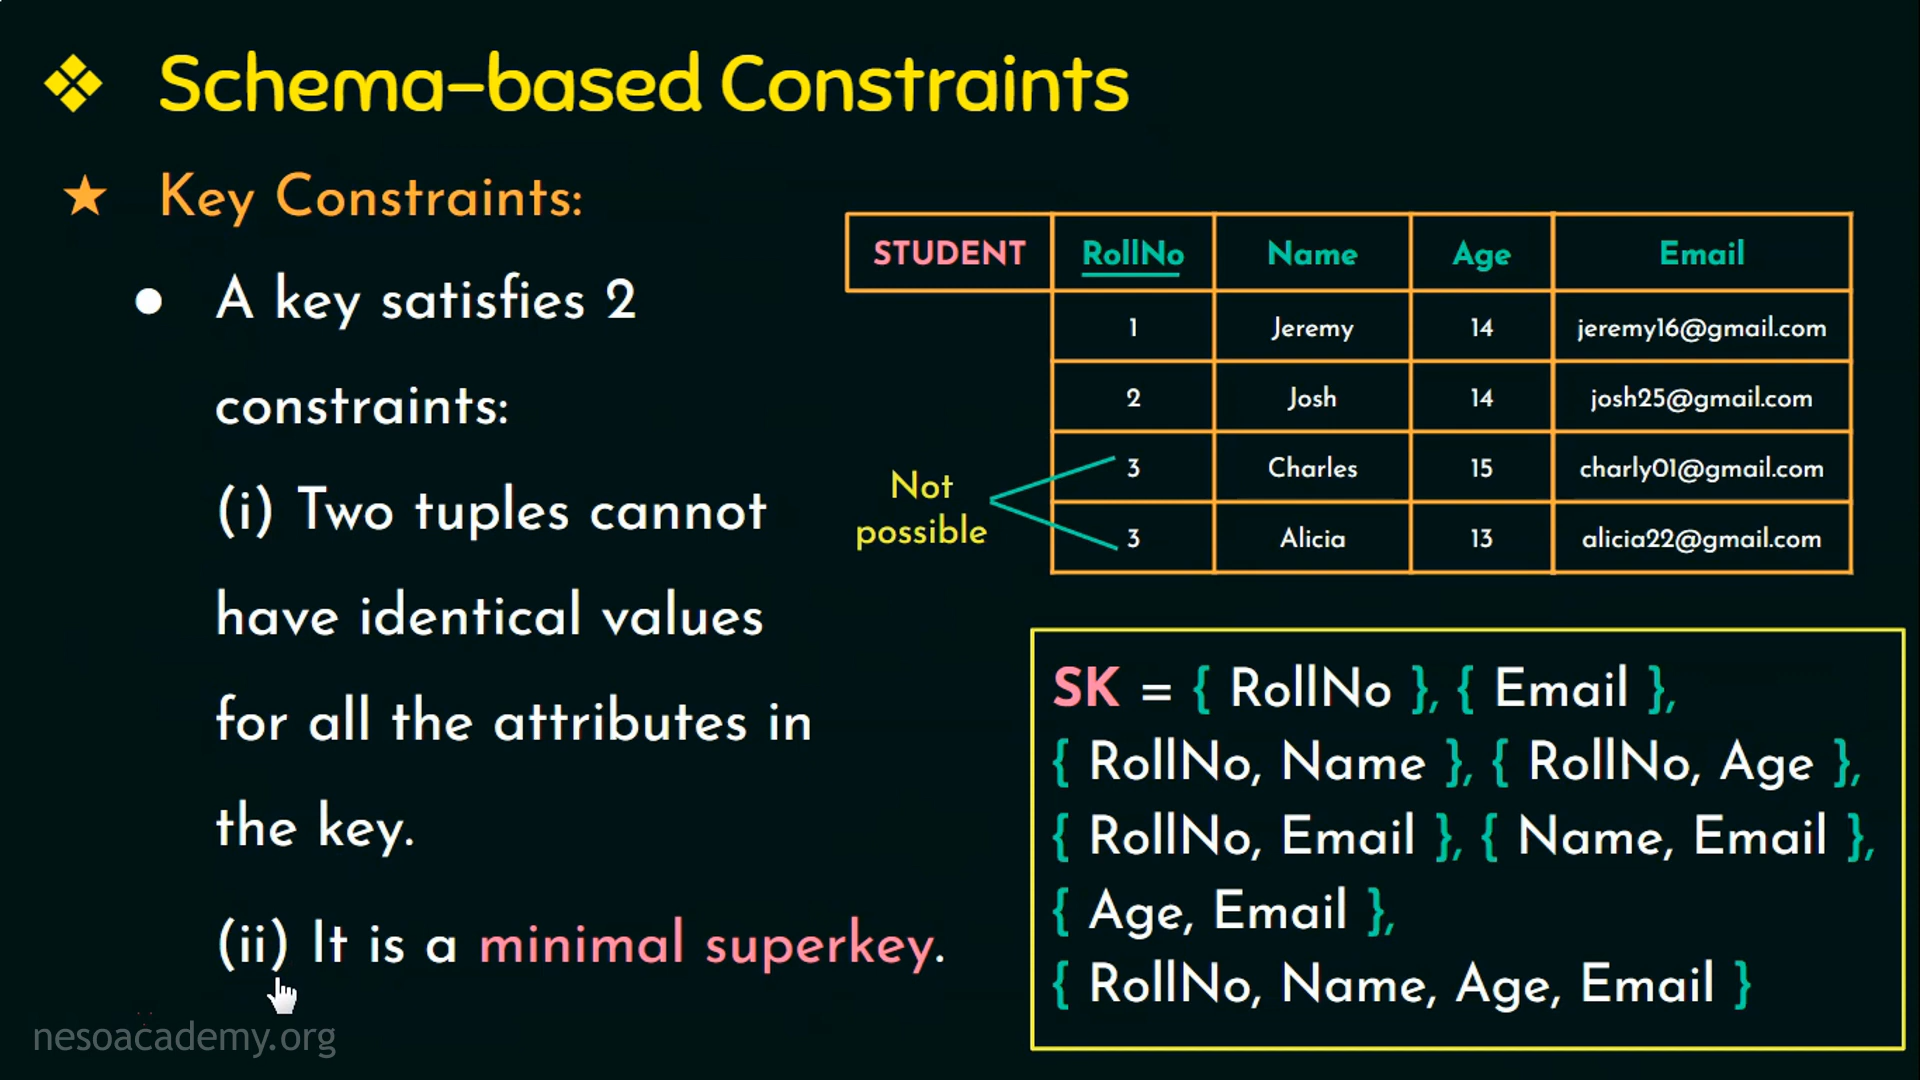 Schema-based Constraints
Key Constraints:
A key satisfies 2
constraints:
(i) Two tuples cannot
have identical values
for all the attributes in
the key.
(ii) It is a minimal superkey.
STUDENT RollNo Name Age Email
1 Jeremy 14 jeremy16@gmail.com
2 Josh 14 josh25@gmail.com
3 Charles 15 charly01@gmail.com
3 Alicia 13 alicia22@gmail.com
Not
possible
SK = { RollNo }, { Email },
{ RollNo, Name }, { RollNo, Age },
{ RollNo, Email }, { Name, Email },
{ Age, Email },
{ RollNo, Name, Age, Email }
nesoacademy.org